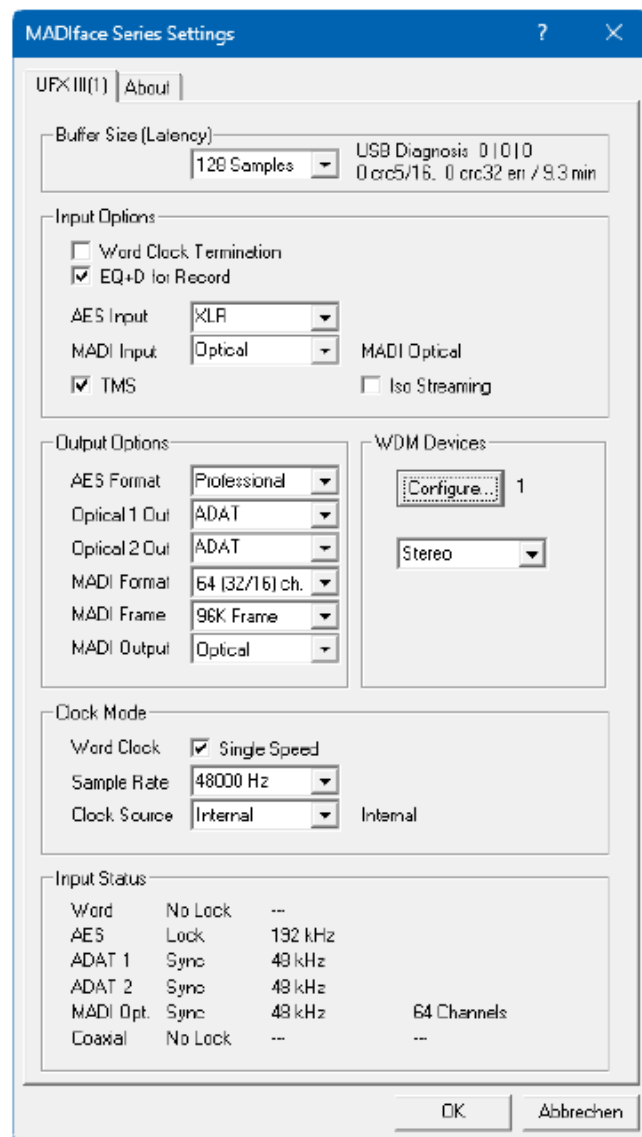 MADIface Series Settings ? ×
UFX III(1) About
Buffer Size (Latency)
128 Samples
USB Diagnosis 0|0|0
0 crc5/16. 0 crc32 err / 9.3 min
Input Options
Word Clock Termination
EQ+D for Record
AES Input XLR
MADI Input Optical MADI Optical
TMS Iso Streaming
Output Options
AES Format Professional
Optical 1 Out ADAT
Optical 2 Out ADAT
MADI Format 64 (32/16) ch.
MADI Frame 96K Frame
MADI Output Optical
WDM Devices
Configure... 1
Stereo
Clock Mode
Word Clock Single Speed
Sample Rate 48000 Hz
Clock Source Internal Internal
Input Status
Word No Lock ---
AES Lock 192 kHz
ADAT 1 Sync 48 kHz
ADAT 2 Sync 48 kHz
MADI Opt. Sync 48 kHz 64 Channels
Coaxial No Lock --- ---
OK Abbrechen